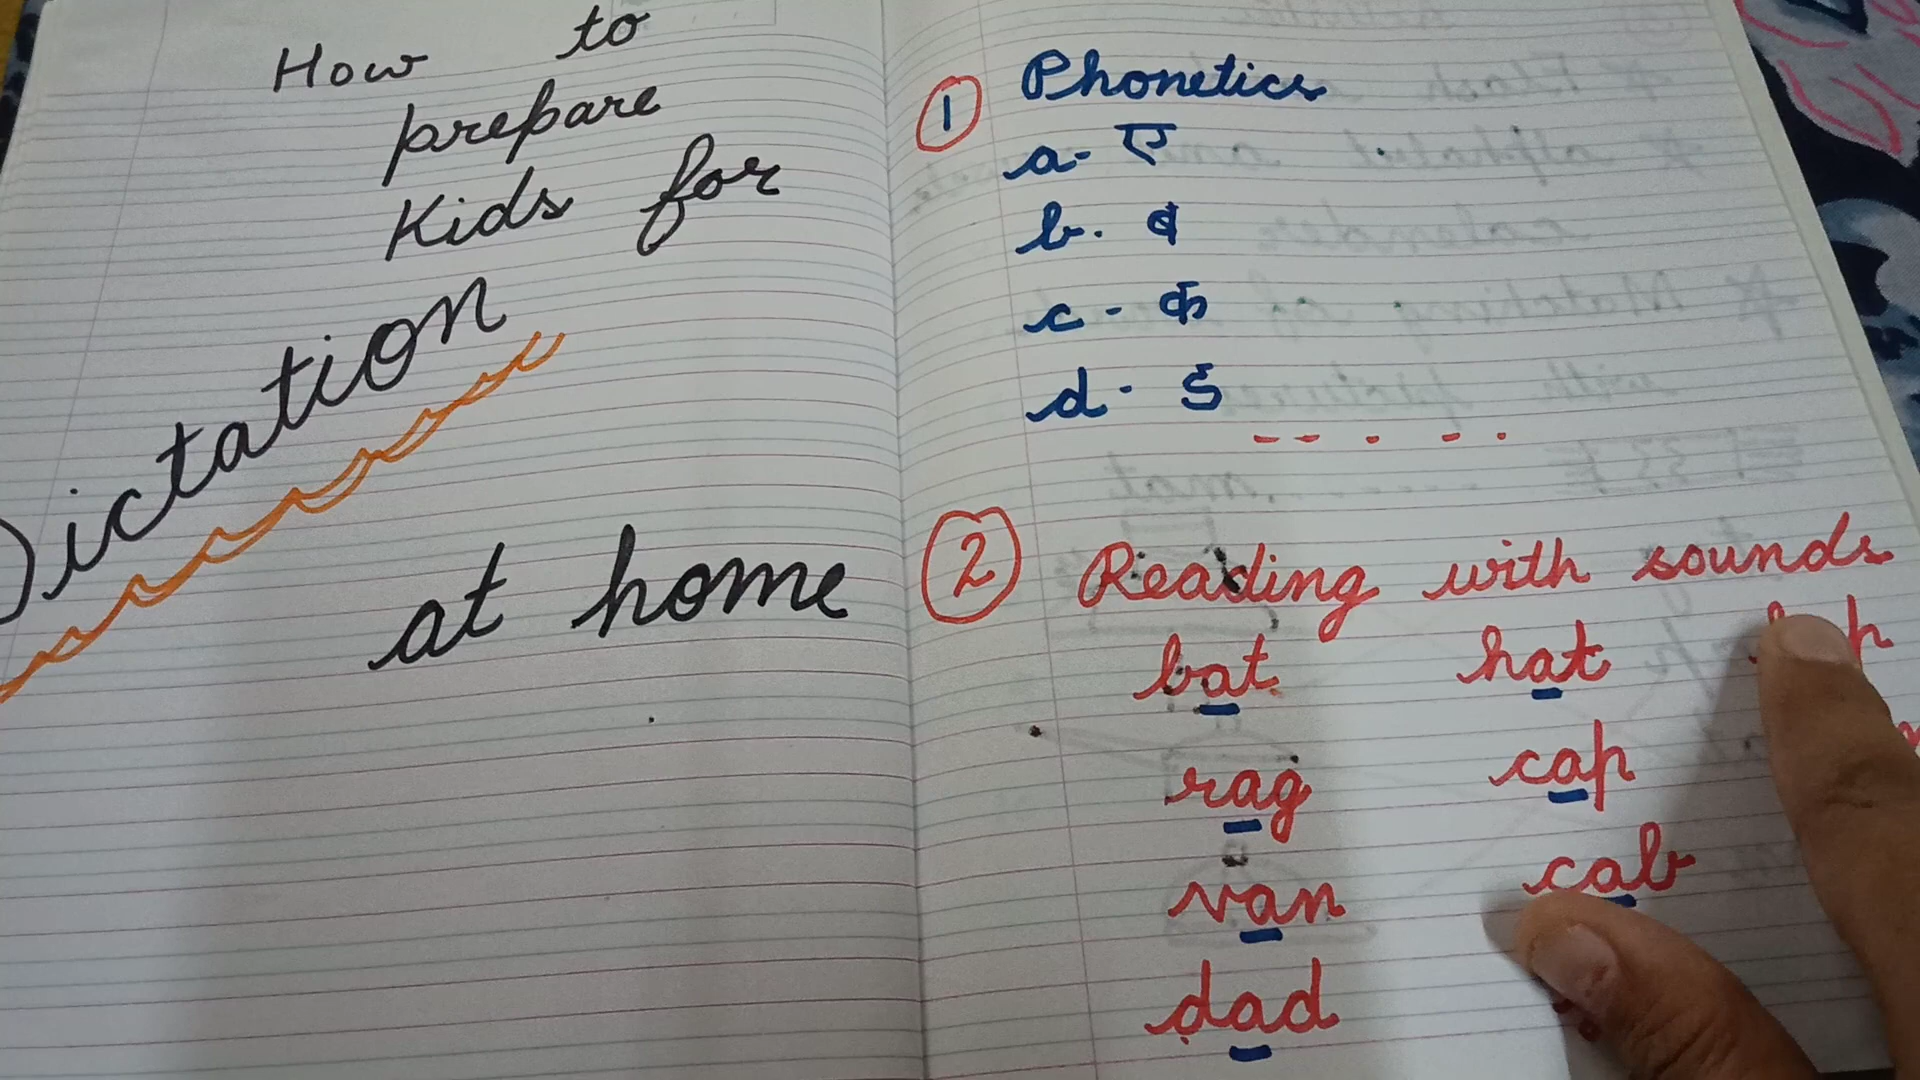 How to
prepare
Kids for
Dictation
at home
1 Phonetics
a- ए
b. ब
c - क
d - ड
2 Reading with sounds
bat hat
rag cap
van cab
dad